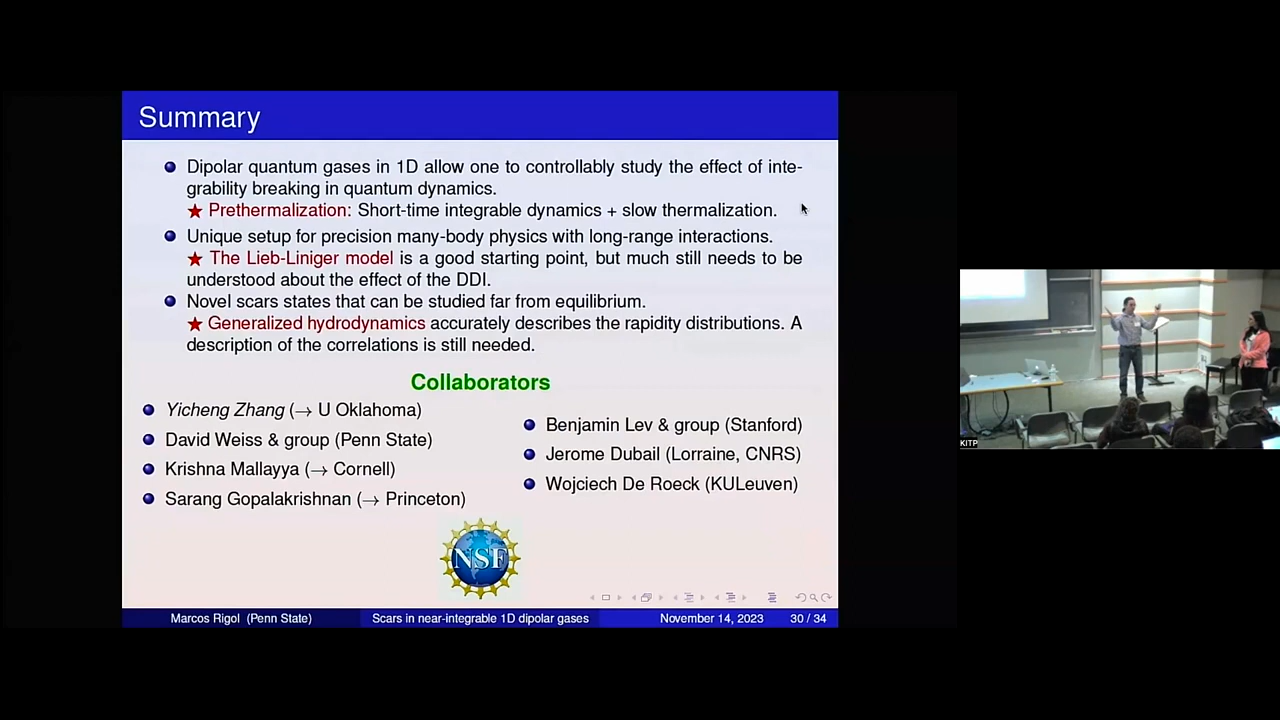 Summary
Dipolar quantum gases in 1D allow one to controllably study the effect of inte-
grability breaking in quantum dynamics.
★ Prethermalization: Short-time integrable dynamics + slow thermalization.
Unique setup for precision many-body physics with long-range interactions.
★ The Lieb-Liniger model is a good starting point, but much still needs to be
understood about the effect of the DDI.
Novel scars states that can be studied far from equilibrium.
★ Generalized hydrodynamics accurately describes the rapidity distributions. A
description of the correlations is still needed.
Collaborators
Yicheng Zhang (→ U Oklahoma)
David Weiss & group (Penn State)
Krishna Mallayya (→ Cornell)
Sarang Gopalakrishnan (→ Princeton)
Benjamin Lev & group (Stanford)
Jerome Dubail (Lorraine, CNRS)
Wojciech De Roeck (KULeuven)
NSF
Marcos Rigol (Penn State)
Scars in near-integrable 1D dipolar gases
November 14, 2023
30 / 34
KITP